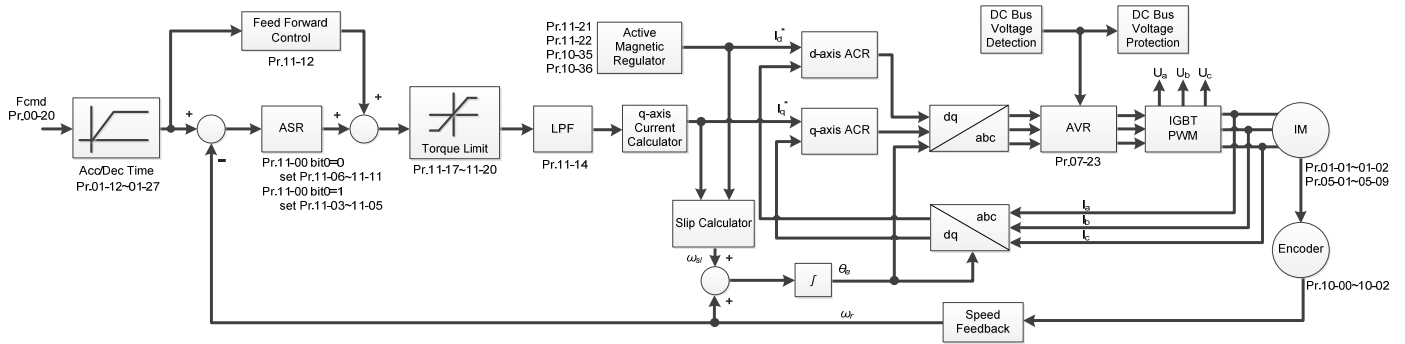 Feed Forward
Control
Pr.11-12
Fcmd
Pr.00-20
Acc/Dec Time
Pr.01-12~01-27
+
-
ASR
Pr.11-00 bit0=0
set Pr.11-06~11-11
Pr.11-00 bit0=1
set Pr.11-03~11-05
+
+
Torque Limit
Pr.11-17~11-20
LPF
Pr.11-14
Pr.11-21
Pr.11-22
Pr.10-35
Pr.10-36
Active
Magnetic
Regulator
q-axis
Current
Calculator
Id*
Iq*
d-axis ACR
q-axis ACR
dq
abc
DC Bus
Voltage
Detection
DC Bus
Voltage
Protection
AVR
Pr.07-23
Ua Ub Uc
IGBT
PWM
IM
Pr.01-01~01-02
Pr.05-01~05-09
Slip Calculator
ωsl
+
+
∫
θe
abc
dq
Ia
Ib
Ic
Encoder
Pr.10-00~10-02
ωr
Speed
Feedback